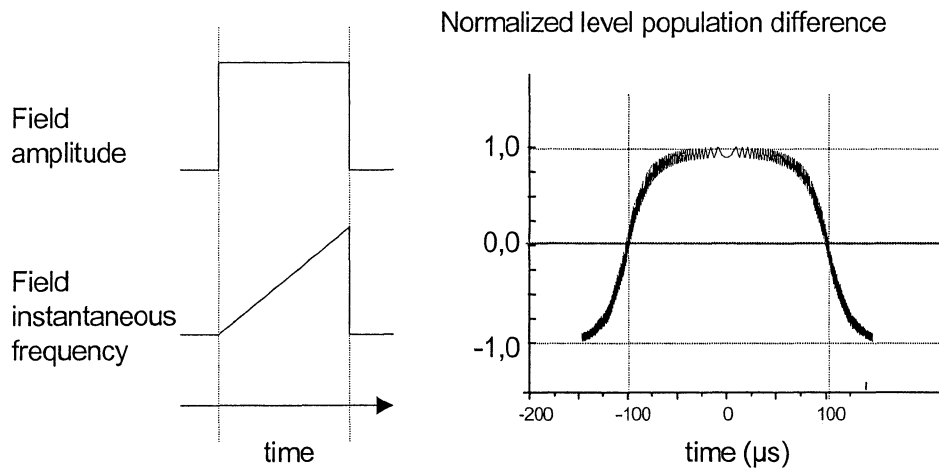 Normalized level population difference
Field
amplitude
Field
instantaneous
frequency
time
1,0
0,0
-1,0
-200
-100
0
100
time (µs)